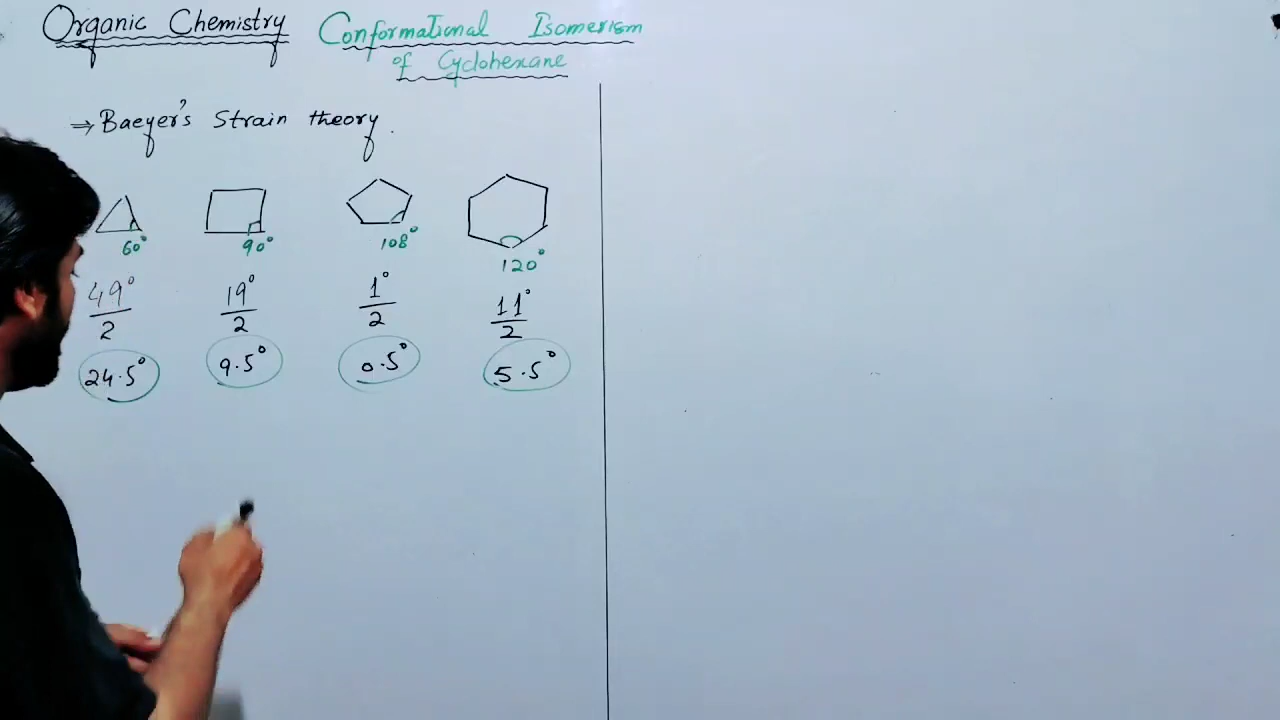 Organic Chemistry Conformational Isomerism
of Cyclohexane
⇒ Baeyer's Strain theory.
60° 90° 108° 120°
49°/2 19°/2 1°/2 11°/2
24.5° 9.5° 0.5° 5.5°